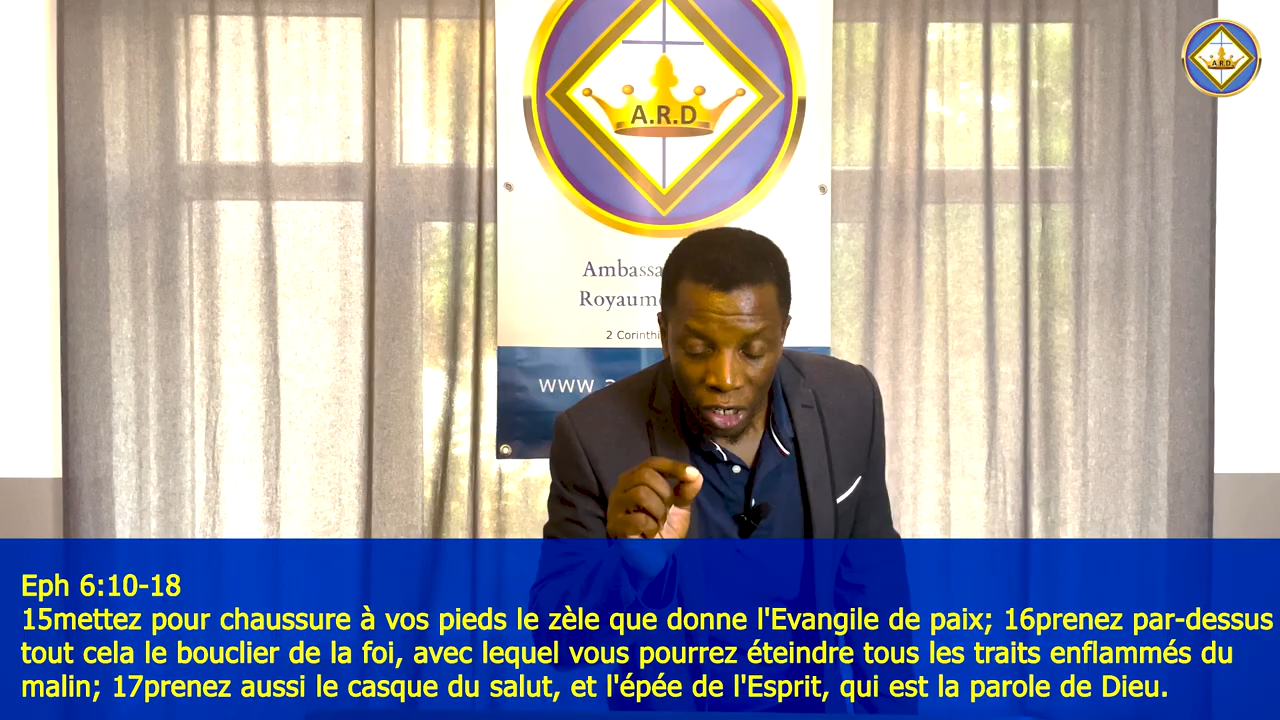 A.R.D
A.R.D
Royaum
2 Corinthi
www
Eph 6:10-18
15mettez pour chaussure à vos pieds le zèle que donne l'Evangile de paix; 16prenez par-dessus
tout cela le bouclier de la foi, avec lequel vous pourrez éteindre tous les traits enflammés du
malin; 17prenez aussi le casque du salut, et l'épée de l'Esprit, qui est la parole de Dieu.